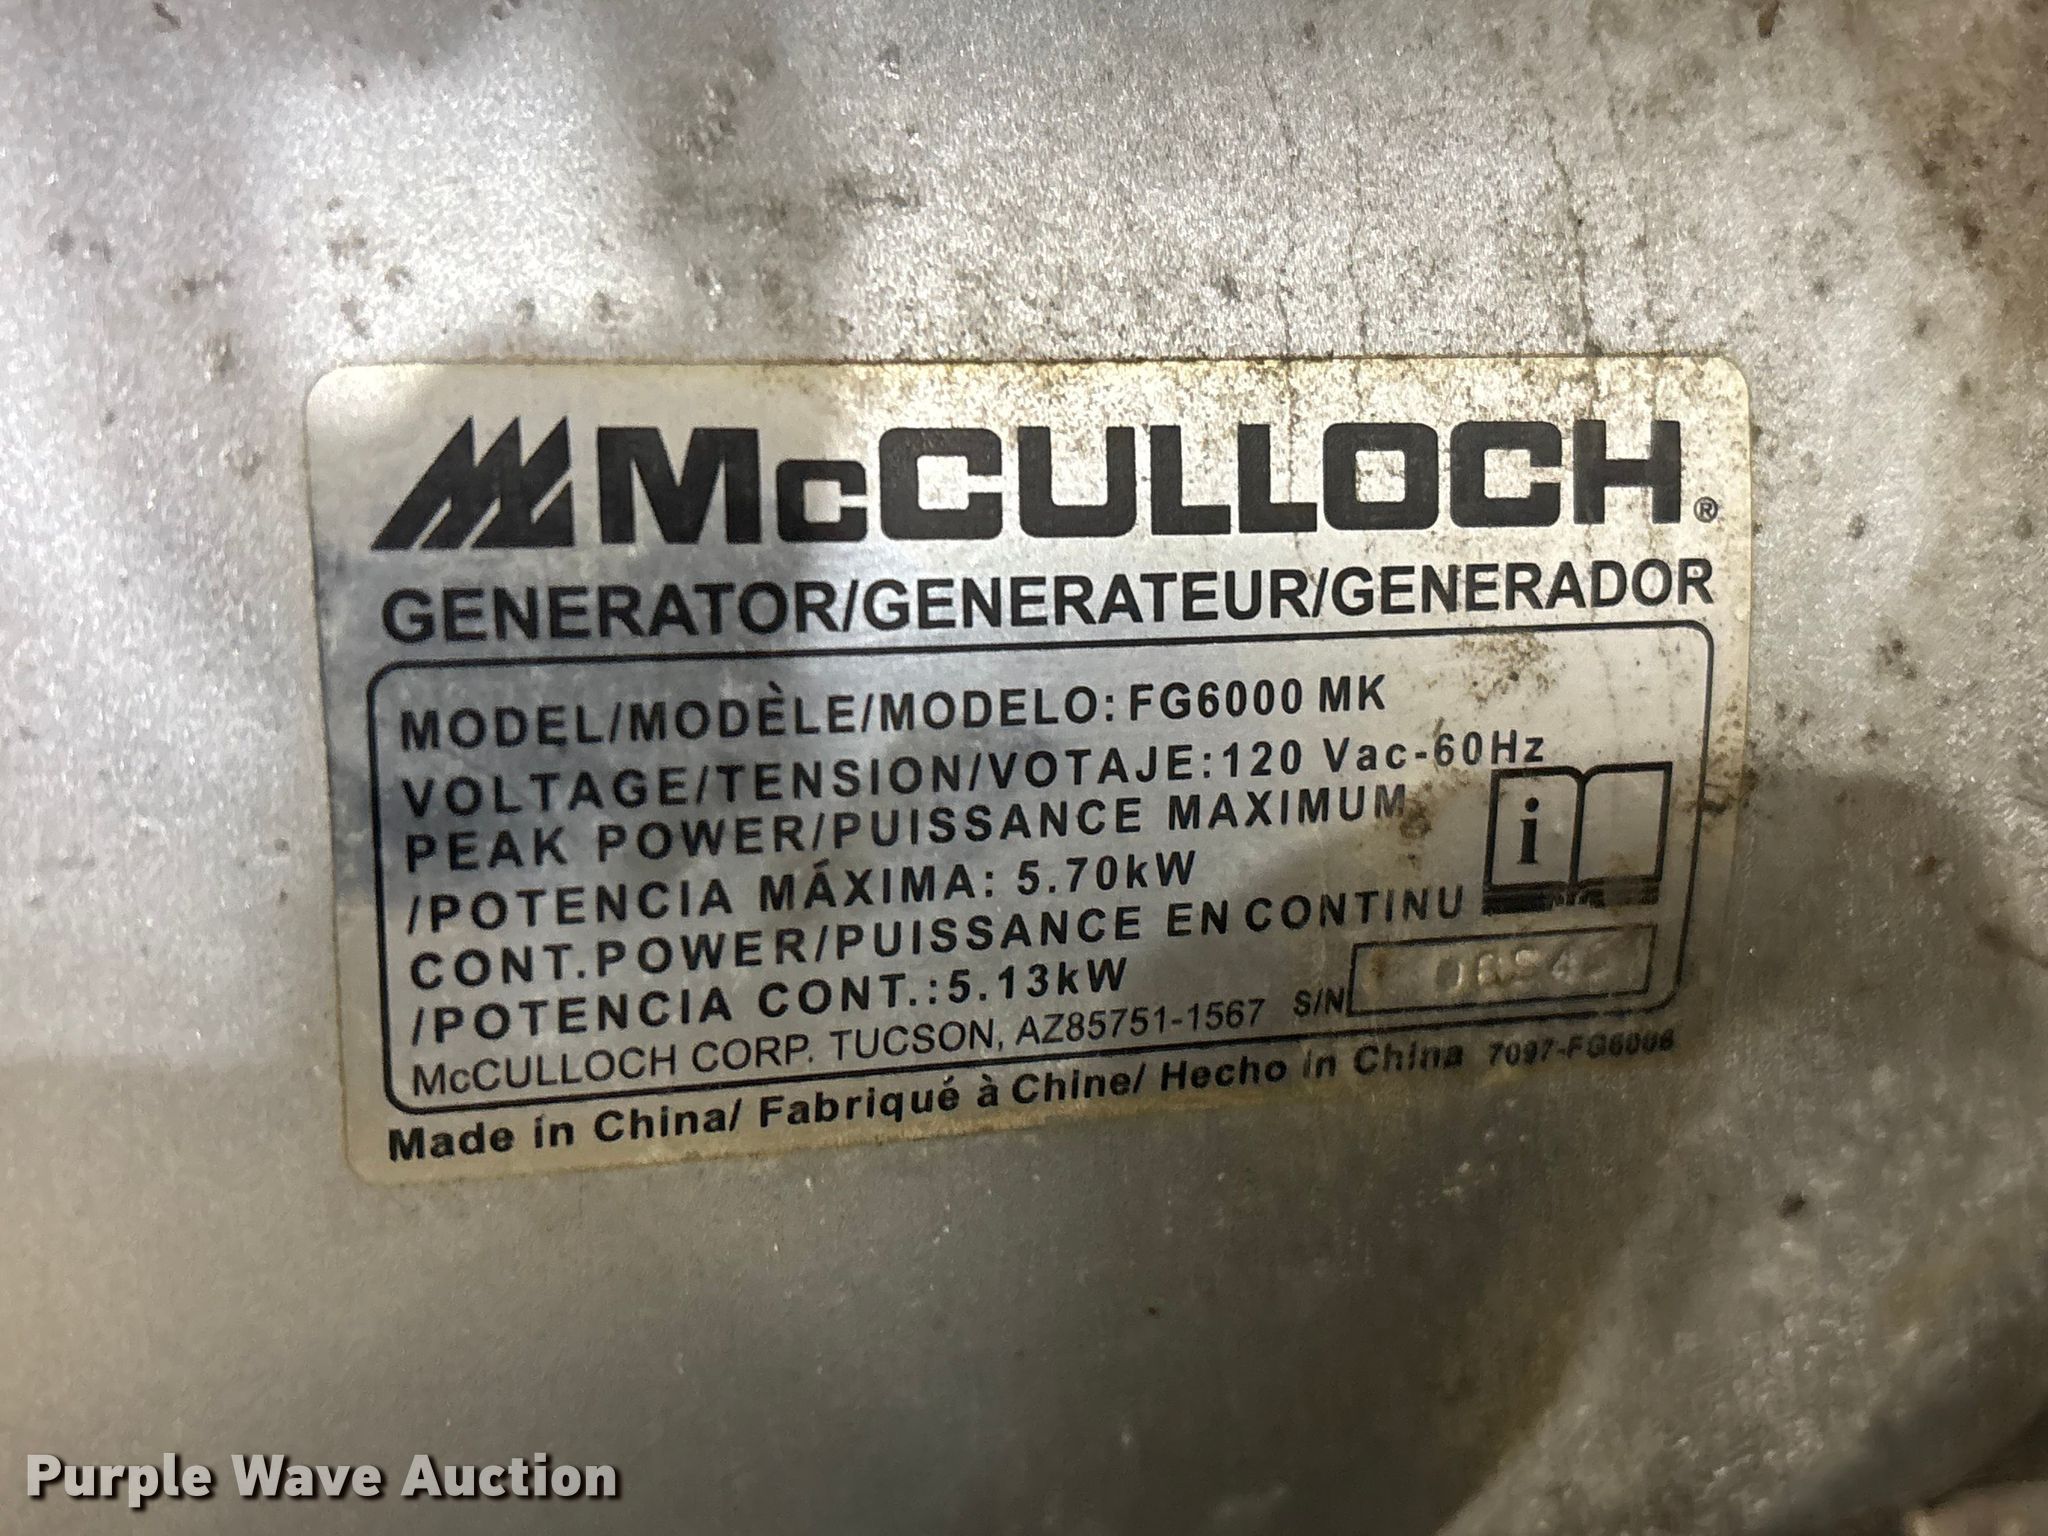 McCULLOCH®
GENERATOR/GENERATEUR/GENERADOR
MODEL/MODÈLE/MODELO: FG6000 MK
VOLTAGE/TENSION/VOTAJE:120 Vac-60Hz
PEAK POWER/PUISSANCE MAXIMUM
/POTENCIA MÁXIMA: 5.70kW
i
CONT.POWER/PUISSANCE EN CONTINU
/POTENCIA CONT.:5.13kW
McCULLOCH CORP. TUCSON, AZ85751-1567 S/N
Made in China/ Fabriqué à Chine/ Hecho in China 7097-FG6006
Purple Wave Auction